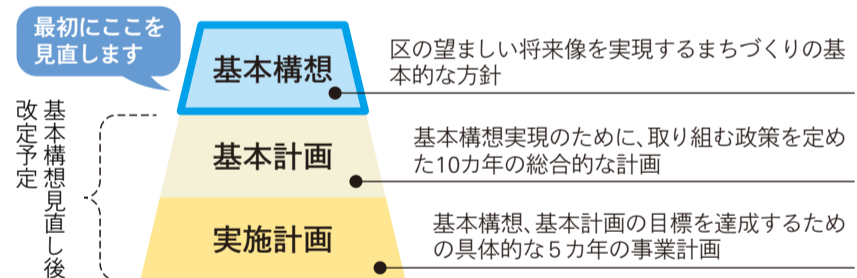 最初にここを
見直します
基本構想
区の望ましい将来像を実現するまちづくりの基
本的な方針
基本構想見直し後
改定予定
基本計画
基本構想実現のために、取り組む政策を定め
た10カ年の総合的な計画
実施計画
基本構想、基本計画の目標を達成するため
の具体的な５カ年の事業計画